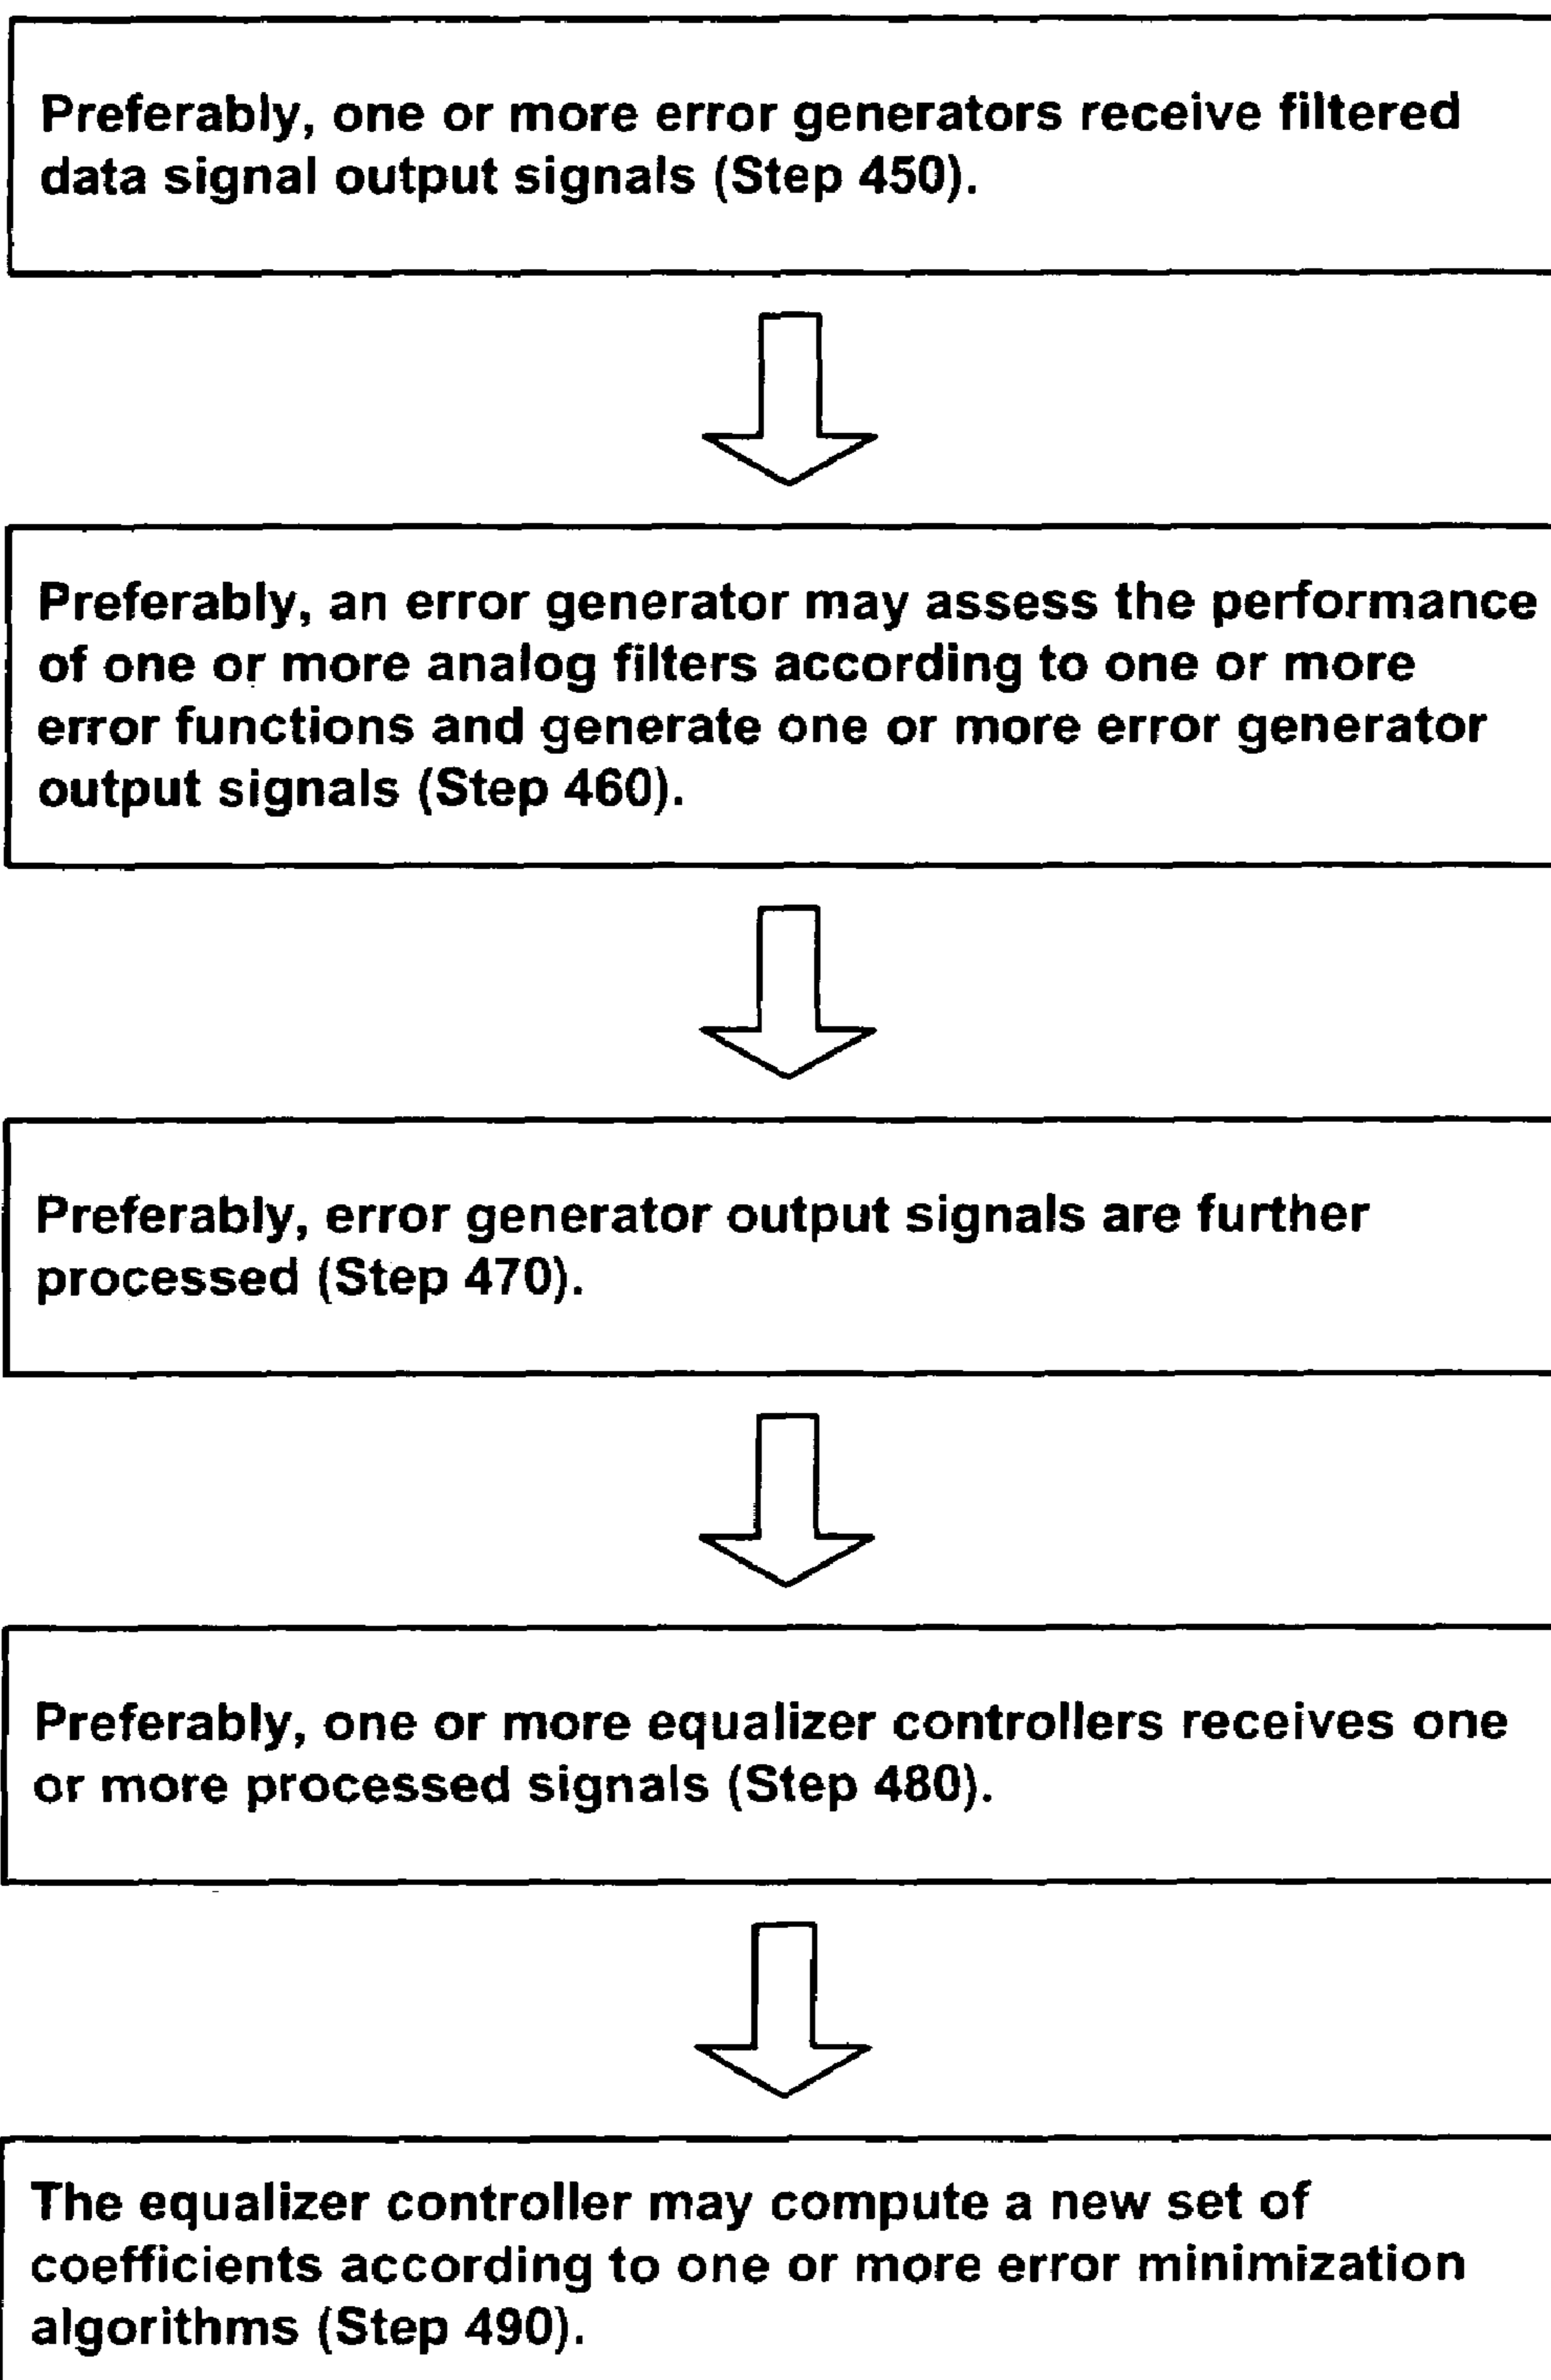 Preferably, one or more error generators receive filtered
data signal output signals (Step 450).
Preferably, an error generator may assess the performance
of one or more analog filters according to one or more
error functions and generate one or more error generator
output signals (Step 460).
Preferably, error generator output signals are further
processed (Step 470).
Preferably, one or more equalizer controllers receives one
or more processed signals (Step 480).
The equalizer controller may compute a new set of
coefficients according to one or more error minimization
algorithms (Step 490).